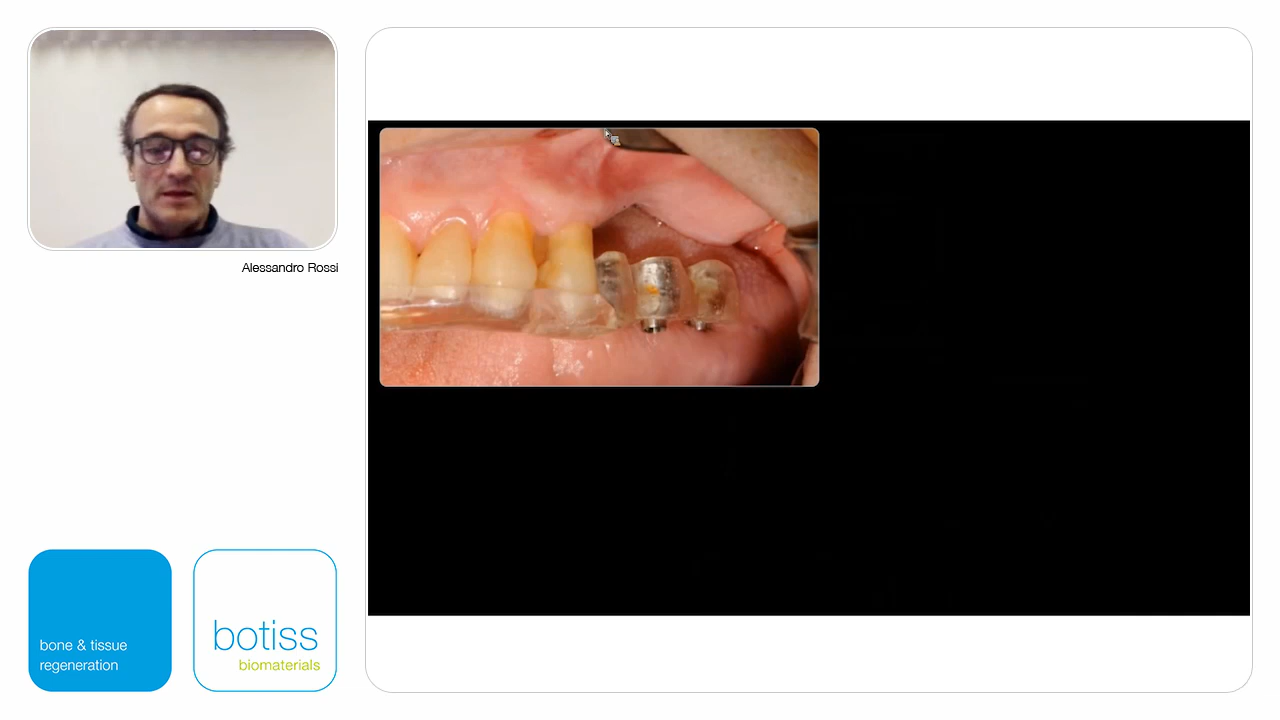 Alessandro Rossi
bone & tissue
regeneration
botiss
biomaterials